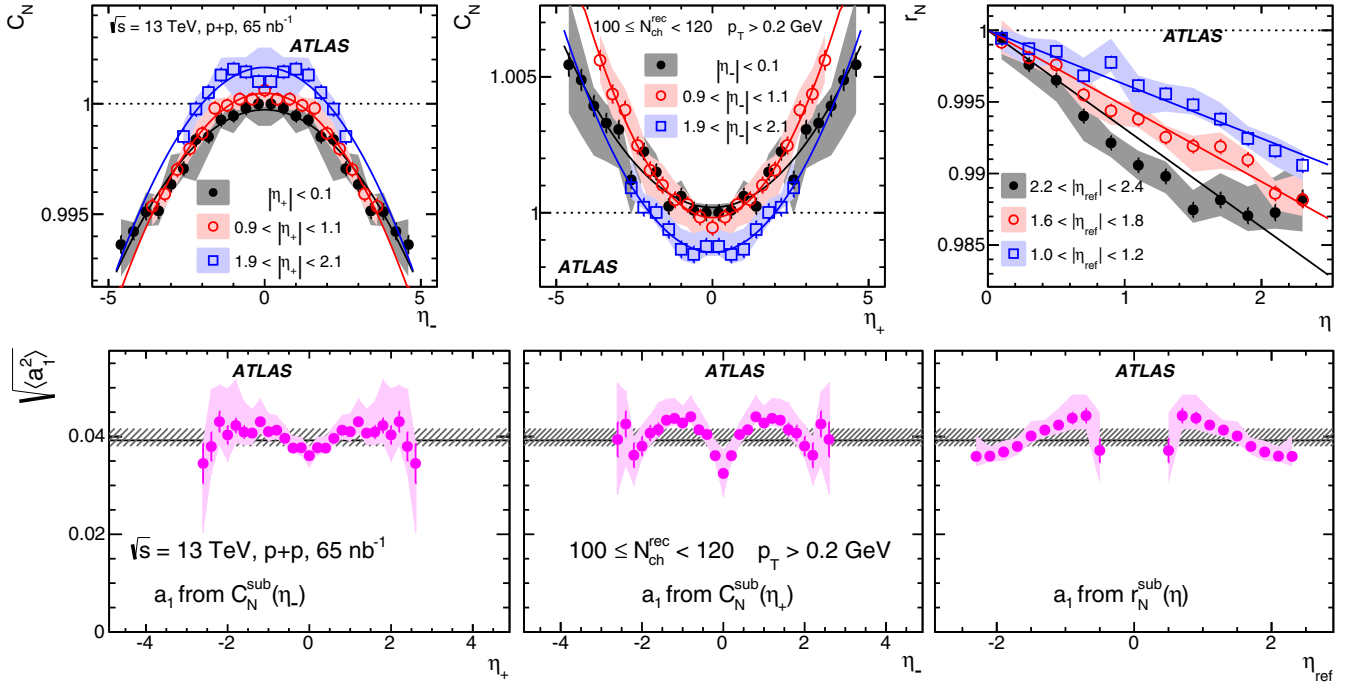 C_N
√s = 13 TeV, p+p, 65 nb⁻¹
ATLAS
1
0.995
|η₊| < 0.1
0.9 < |η₊| < 1.1
1.9 < |η₊| < 2.1
-5 0 5
η₋
C_N
100 ≤ N_ch^rec < 120 p_T > 0.2 GeV
1.005
|η₋| < 0.1
0.9 < |η₋| < 1.1
1.9 < |η₋| < 2.1
1
ATLAS
-5 0 5
η₊
r_N
1
ATLAS
0.995
0.99
0.985
2.2 < |η_ref| < 2.4
1.6 < |η_ref| < 1.8
1.0 < |η_ref| < 1.2
0 1 2
η
√⟨a₁²⟩
ATLAS
0.04
0.02
0
√s = 13 TeV, p+p, 65 nb⁻¹
a₁ from C_N^sub(η₋)
-4 -2 0 2 4
η₊
ATLAS
100 ≤ N_ch^rec < 120 p_T > 0.2 GeV
a₁ from C_N^sub(η₊)
-4 -2 0 2 4
η₋
ATLAS
a₁ from r_N^sub(η)
-2 0 2
η_ref